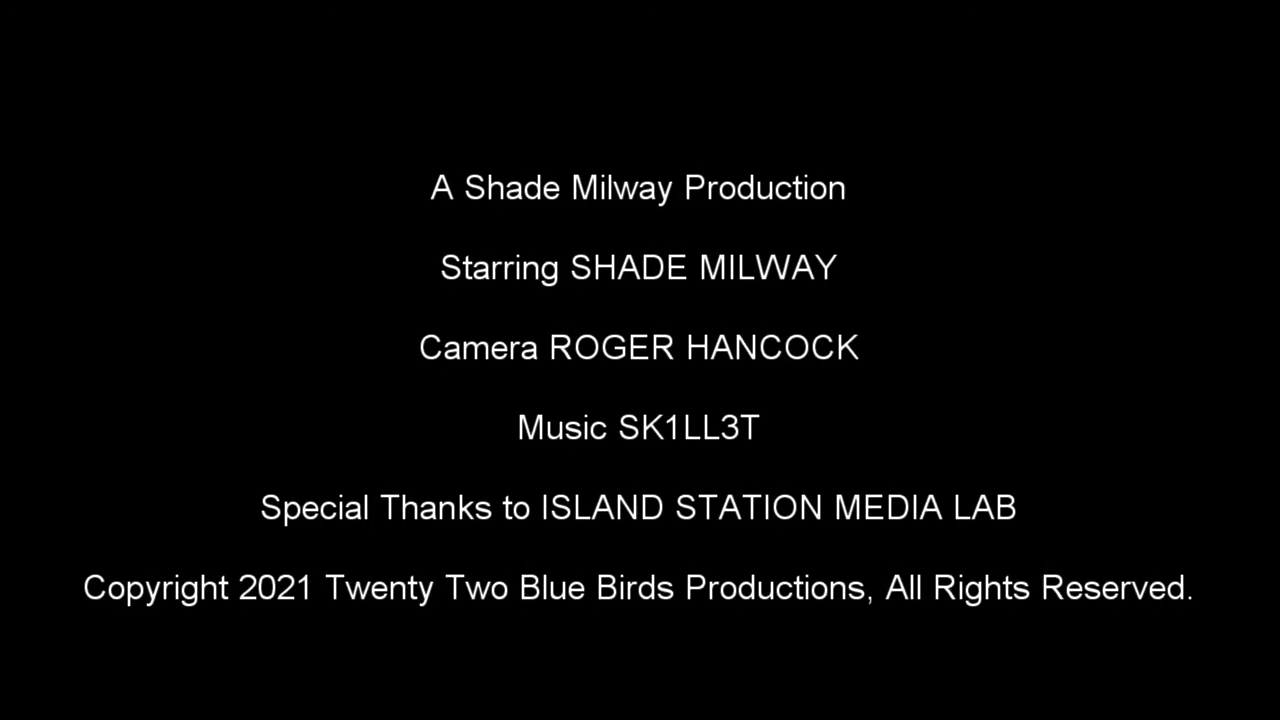 A Shade Milway Production
Starring SHADE MILWAY
Camera ROGER HANCOCK
Music SK1LL3T
Special Thanks to ISLAND STATION MEDIA LAB
Copyright 2021 Twenty Two Blue Birds Productions, All Rights Reserved.